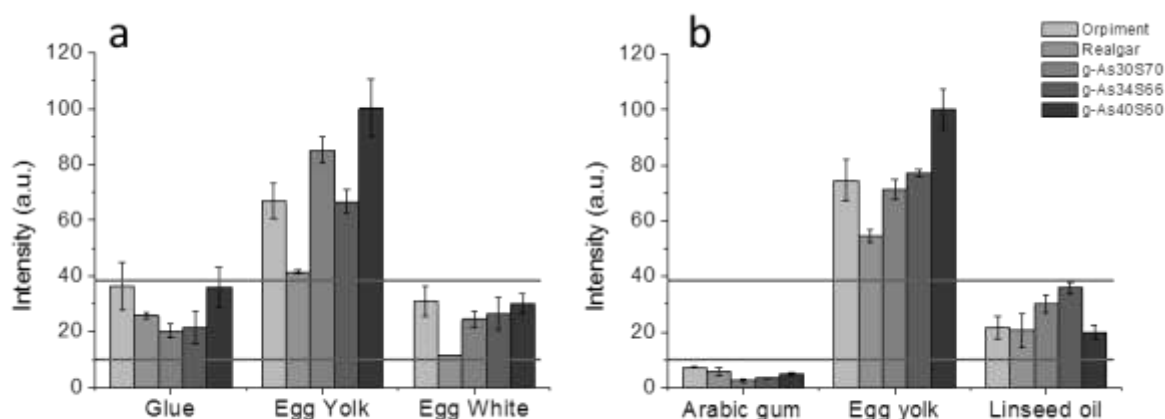 a
Intensity (a.u.)
120
100
80
60
40
20
0
Glue
Egg Yolk
Egg White
b
Intensity (a.u.)
120
100
80
60
40
20
0
Arabic gum
Egg yolk
Linseed oil
Orpiment
Realgar
g-As30S70
g-As34S66
g-As40S60